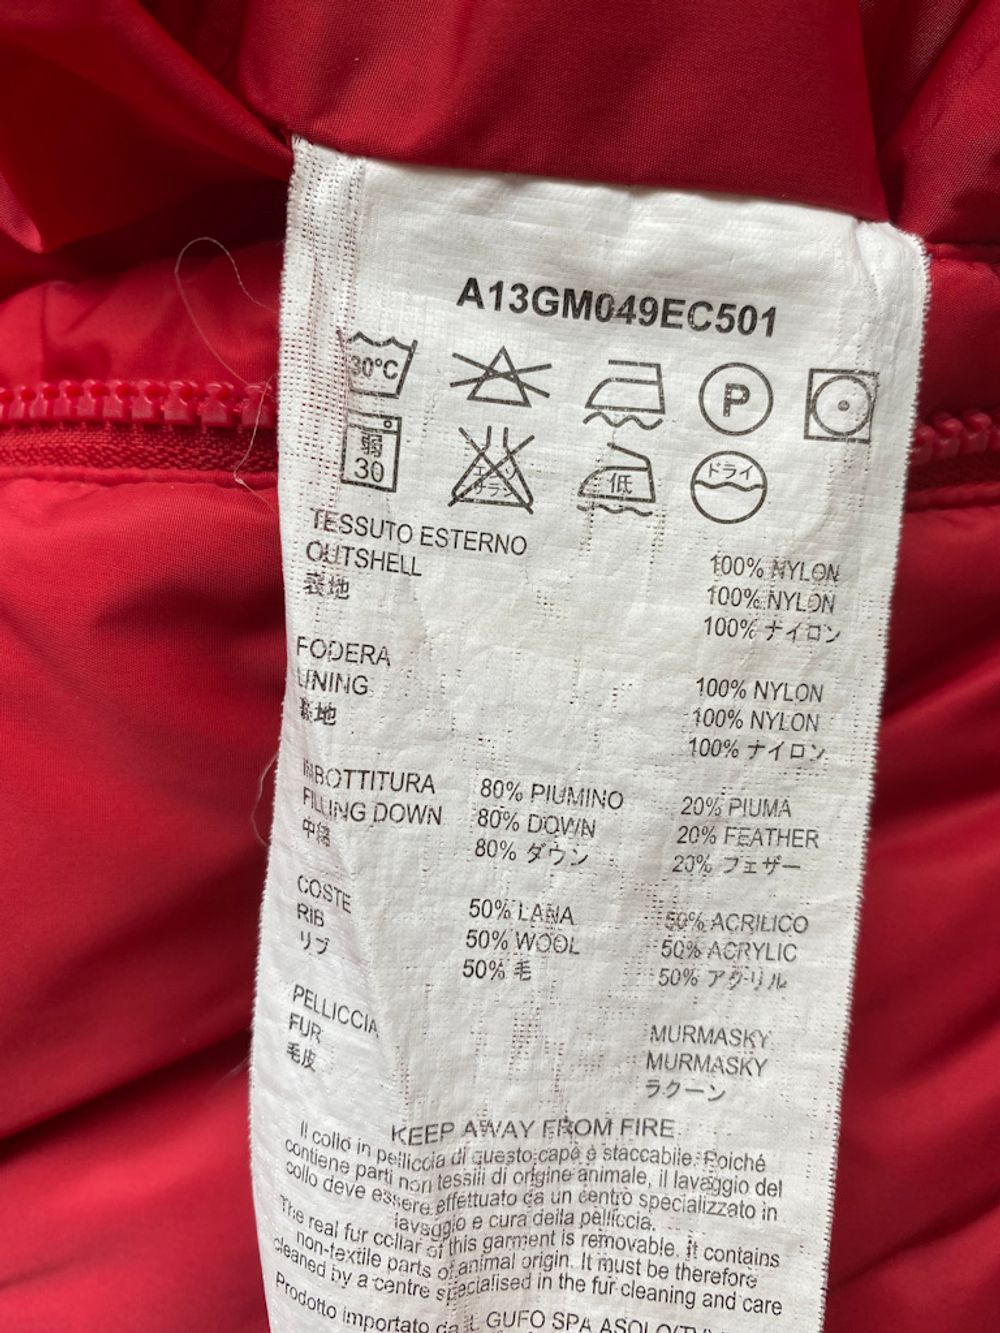 A13GM049EC501
30°C
P
弱
30
エンソ
サラシ
低
ドライ
TESSUTO ESTERNO
OUTSHELL
表地
100% NYLON
100% NYLON
100% ナイロン
FODERA
LINING
裏地
100% NYLON
100% NYLON
100% ナイロン
IMBOTTITURA
FILLING DOWN
中綿
80% PIUMINO
80% DOWN
80% ダウン
20% PIUMA
20% FEATHER
20% フェザー
COSTE
RIB
リブ
50% LANA
50% WOOL
50% 毛
50% ACRILICO
50% ACRYLIC
50% アクリル
PELLICCIA
FUR
毛皮
MURMASKY
MURMASKY
ラクーン
KEEP AWAY FROM FIRE
Il collo in pelliccia di questo capo è staccabile. Poiché
contiene parti non tessili di origine animale, il lavaggio del
collo deve essere effettuato da un centro specializzato in
lavaggio e cura della pelliccia.
The real fur collar of this garment is removable. It contains
non-textile parts of animal origin. It must be therefore
cleaned by a centre specialised in the fur cleaning and care
Prodotto importato da IL GUFO SPA ASOLO(TV)